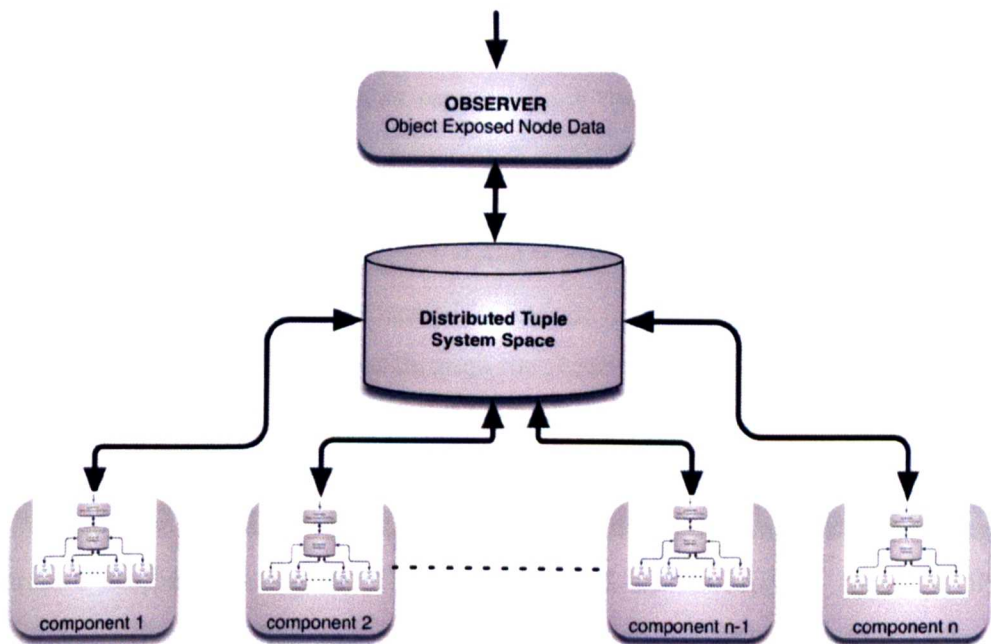 OBSERVER
Object Exposed Node Data
Distributed Tuple
System Space
component 1
component 2
component n-1
component n